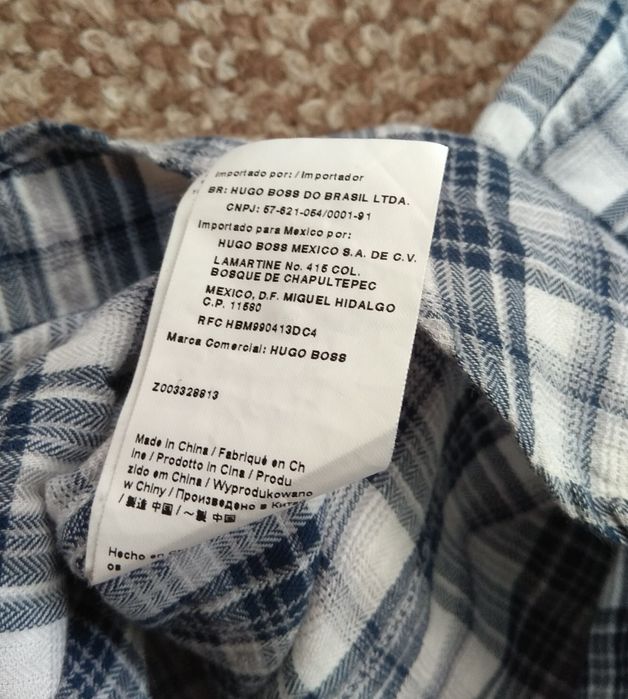 Importado por: / Importador
BR: HUGO BOSS DO BRASIL LTDA.
CNPJ: 57-621-054/0001-91
Importado para Mexico por:
HUGO BOSS MEXICO S.A. DE C.V.
LAMARTINE No. 415 COL.
BOSQUE DE CHAPULTEPEC
MEXICO, D.F. MIGUEL HIDALGO
C.P. 11580
RFC HBM990413DC4
Marca Comercial: HUGO BOSS
Z003328813
Made in China / Fabriqué en Ch
ine / Prodotto in Cina / Produ
zido em China / Wyprodukowano
w Chiny / Произведено в
/ 製造 中国 / ～製 中国
Hecho en
os